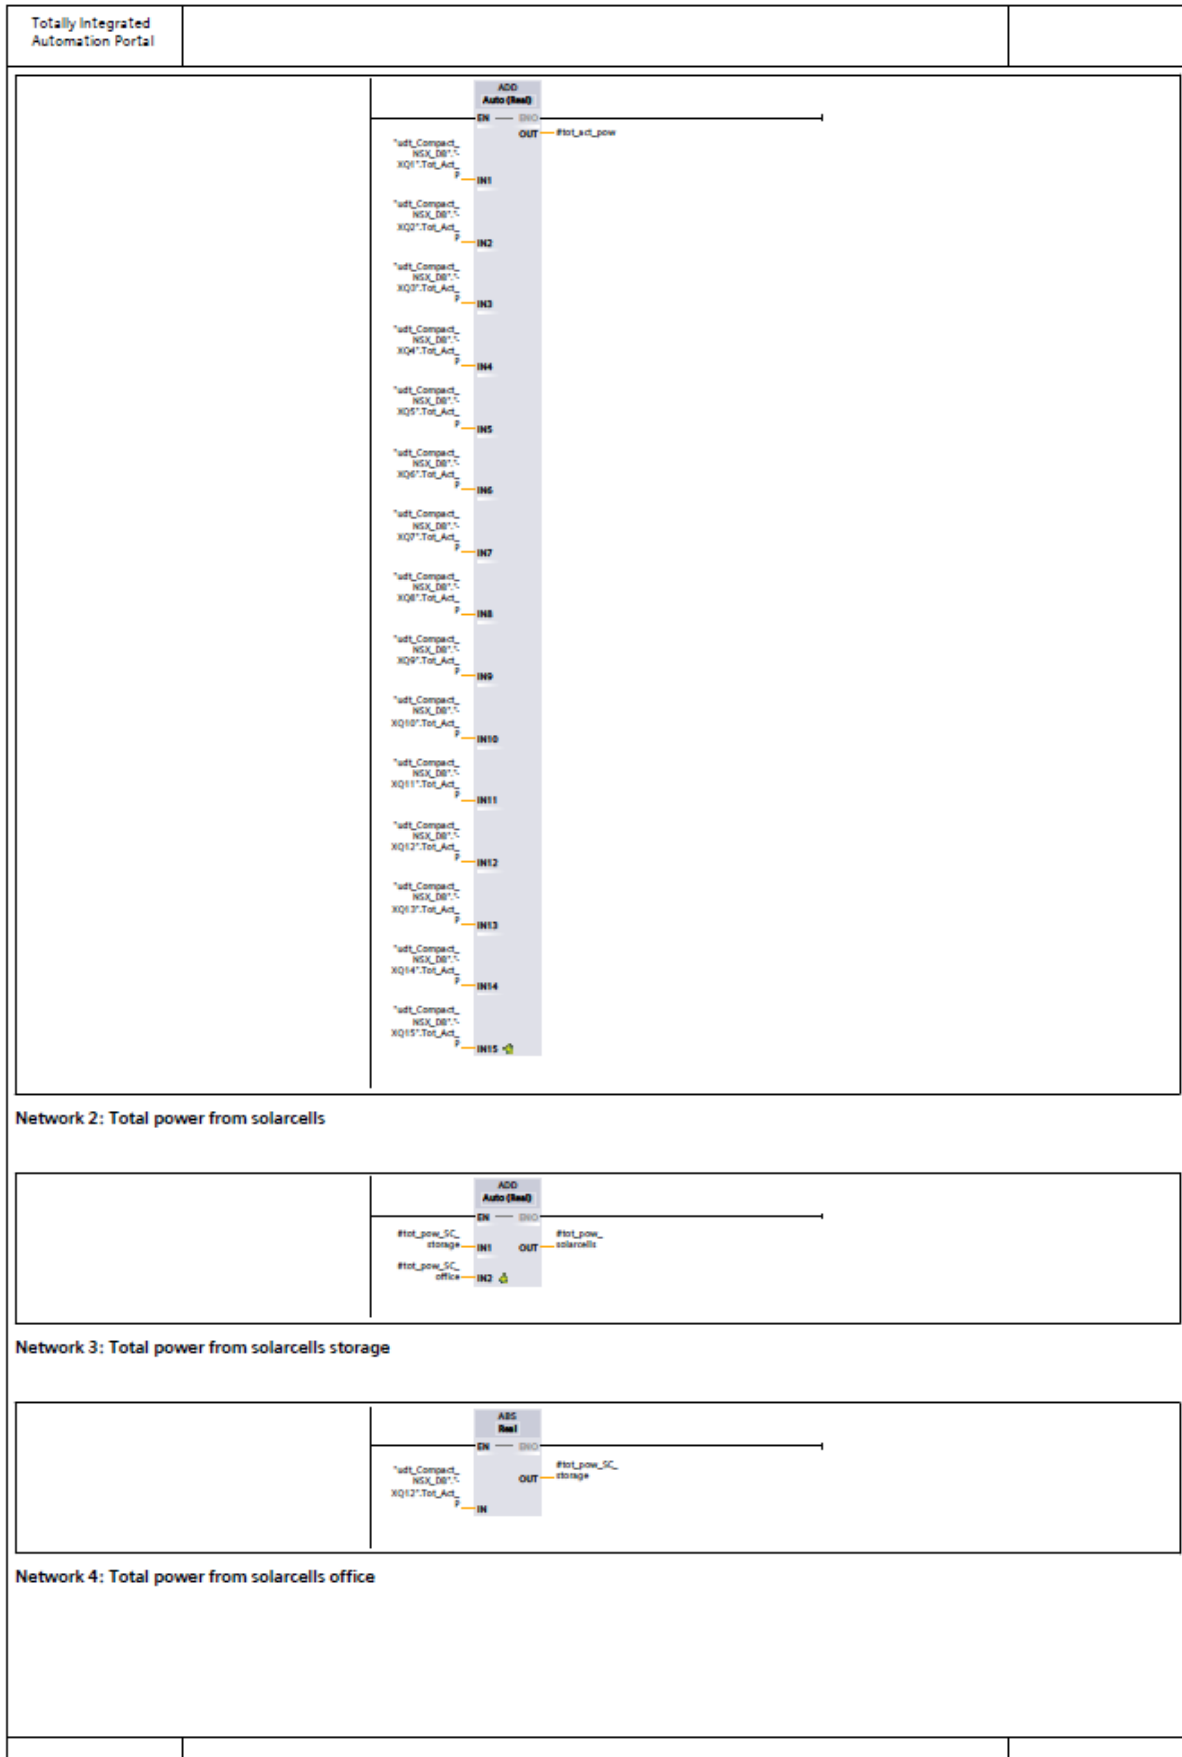 Totally Integrated
Automation Portal
ADD
Auto (Real)
EN ENO
OUT #tot_act_pow
"udt_Compact_
NSX_DB"."-
XQ1".Tot_Act_
P IN1
"udt_Compact_
NSX_DB"."-
XQ2".Tot_Act_
P IN2
"udt_Compact_
NSX_DB"."-
XQ3".Tot_Act_
P IN3
"udt_Compact_
NSX_DB"."-
XQ4".Tot_Act_
P IN4
"udt_Compact_
NSX_DB"."-
XQ5".Tot_Act_
P IN5
"udt_Compact_
NSX_DB"."-
XQ6".Tot_Act_
P IN6
"udt_Compact_
NSX_DB"."-
XQ7".Tot_Act_
P IN7
"udt_Compact_
NSX_DB"."-
XQ8".Tot_Act_
P IN8
"udt_Compact_
NSX_DB"."-
XQ9".Tot_Act_
P IN9
"udt_Compact_
NSX_DB"."-
XQ10".Tot_Act_
P IN10
"udt_Compact_
NSX_DB"."-
XQ11".Tot_Act_
P IN11
"udt_Compact_
NSX_DB"."-
XQ12".Tot_Act_
P IN12
"udt_Compact_
NSX_DB"."-
XQ13".Tot_Act_
P IN13
"udt_Compact_
NSX_DB"."-
XQ14".Tot_Act_
P IN14
"udt_Compact_
NSX_DB"."-
XQ15".Tot_Act_
P IN15
Network 2: Total power from solarcells
ADD
Auto (Real)
EN ENO
#tot_pow_SC_ #tot_pow_
storage IN1 OUT solarcells
#tot_pow_SC_
office IN2
Network 3: Total power from solarcells storage
ABS
Real
EN ENO
"udt_Compact_ #tot_pow_SC_
NSX_DB"."- OUT storage
XQ12".Tot_Act_
P IN
Network 4: Total power from solarcells office